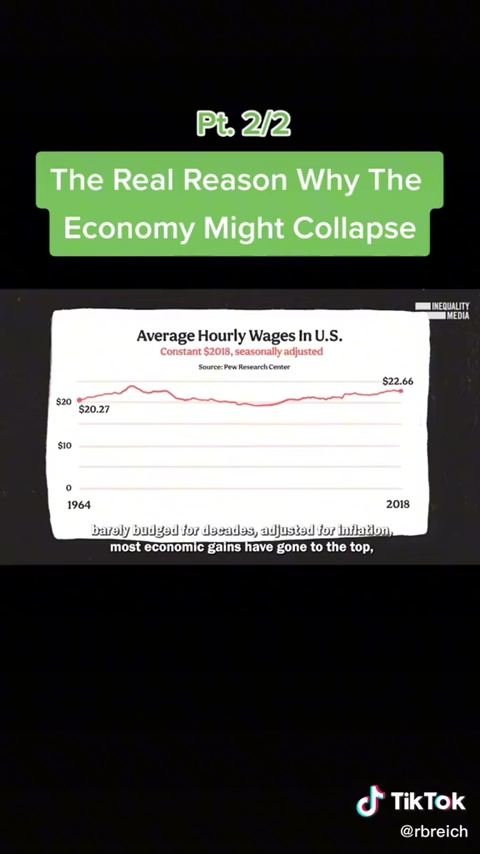 Pt. 2/2
The Real Reason Why The
Economy Might Collapse
INEQUALITY
MEDIA
Average Hourly Wages In U.S.
Constant $2018, seasonally adjusted
Source: Pew Research Center
$22.66
$20
$20.27
$10
0
1964
2018
barely budged for decades, adjusted for inflation,
most economic gains have gone to the top,
TikTok
@rbreich